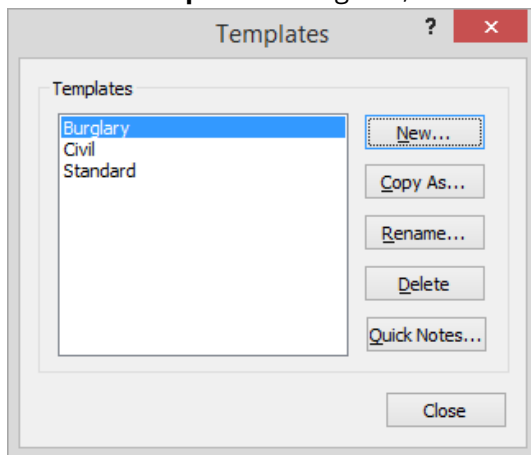 Templates ?
Templates
Burglary
Civil
Standard
New...
Copy As...
Rename...
Delete
Quick Notes...
Close